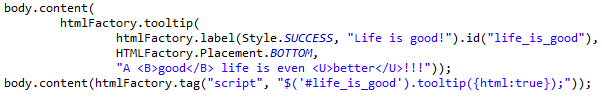 body.content(
htmlFactory.tooltip(
htmlFactory.label(Style.SUCCESS, "Life is good!").id("life_is_good"),
HTMLFactory.Placement.BOTTOM,
"A <B>good</B> life is even <U>better</U>!!!"));
body.content(htmlFactory.tag("script", "$('#life_is_good').tooltip({html:true});"));